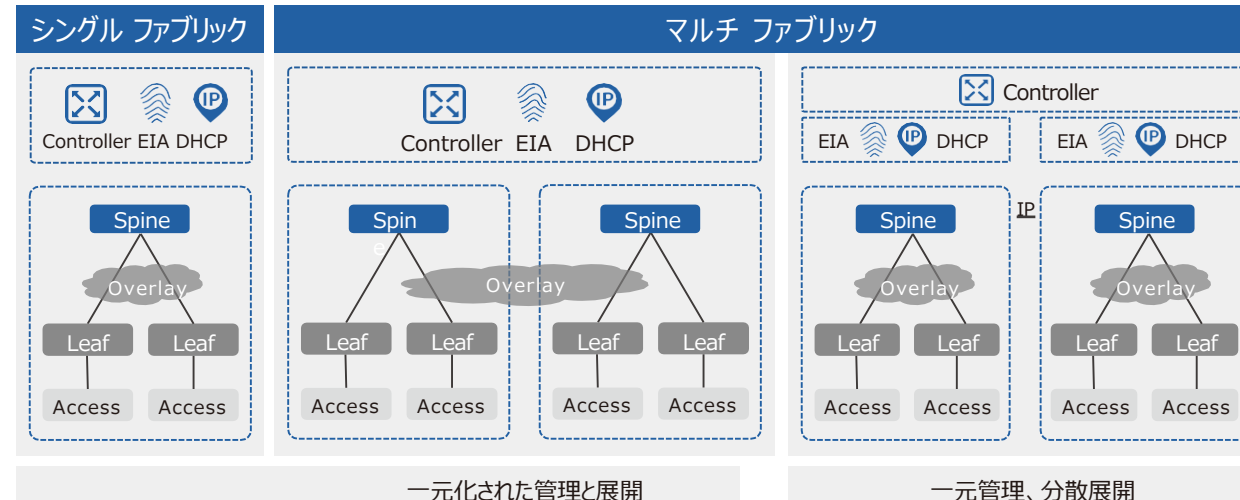 シングル ファブリック
マルチ ファブリック
Controller EIA DHCP
Controller EIA DHCP
Controller
EIA IP DHCP
EIA IP DHCP
IP
IP
Spine
Spin
e
Spine
Spine
IP
Spine
Overlay
Overlay
Overlay
Overlay
Leaf Leaf
Leaf Leaf
Leaf Leaf
Leaf Leaf
Leaf Leaf
Access Access
Access Access
Access Access
Access Access
Access Access
一元化された管理と展開
一元管理、分散展開